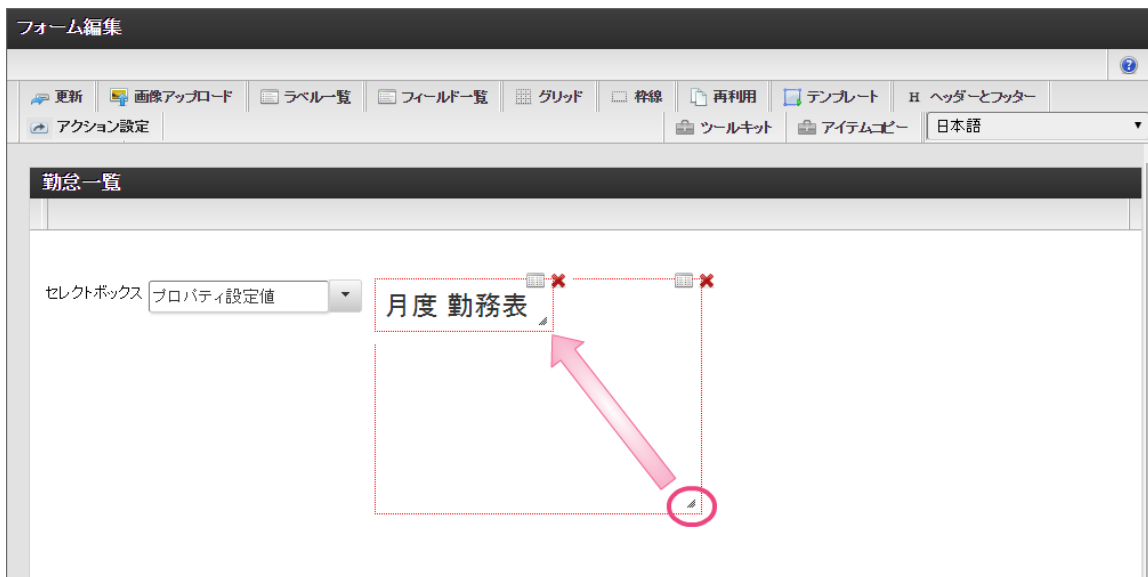 フォーム編集
更新 画像アップロード ラベル一覧 フィールド一覧 グリッド 枠線 再利用 テンプレート H ヘッダーとフッター
アクション設定 ツールキット アイテムコピー 日本語
勤怠一覧
セレクトボックス プロパティ設定値
月度 勤務表